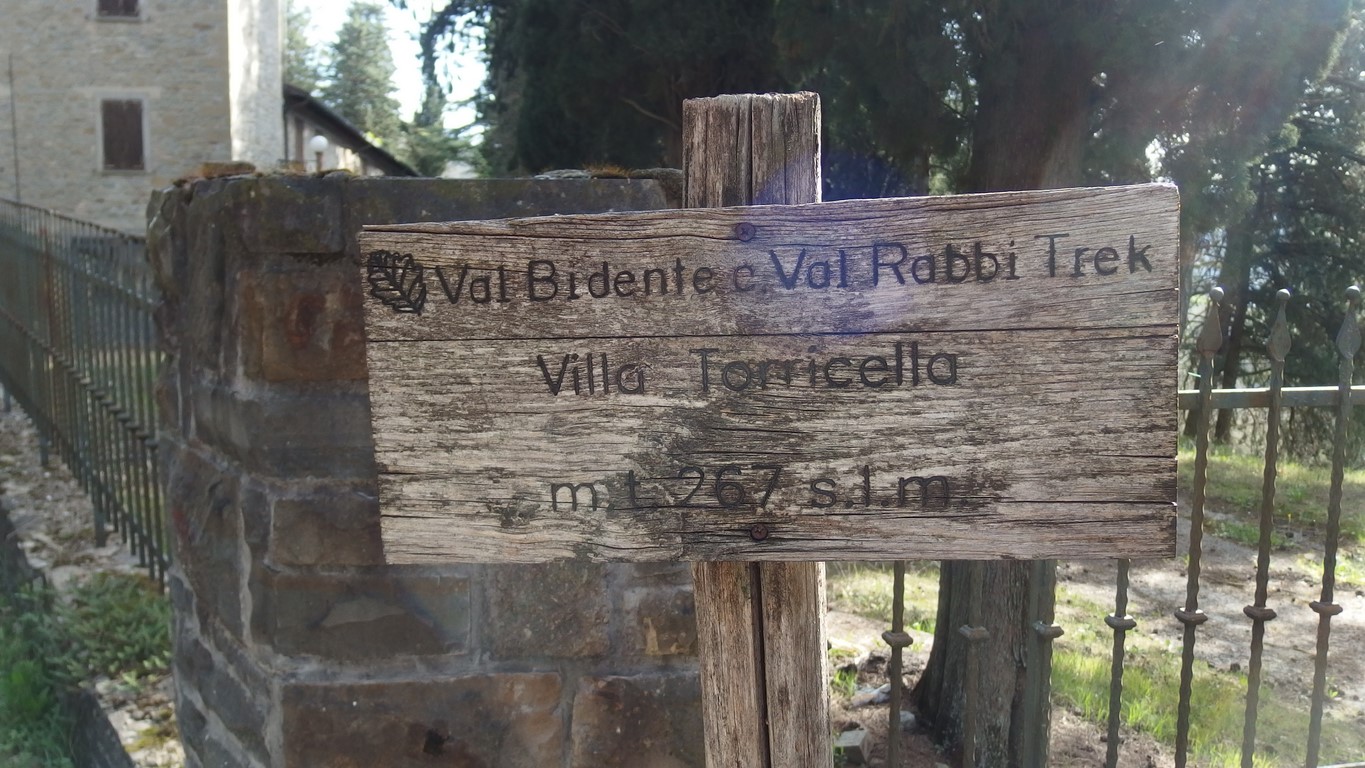 Val Bidente e Val Rabbi Trek
Villa Torricella
m.t. 267 s.l.m